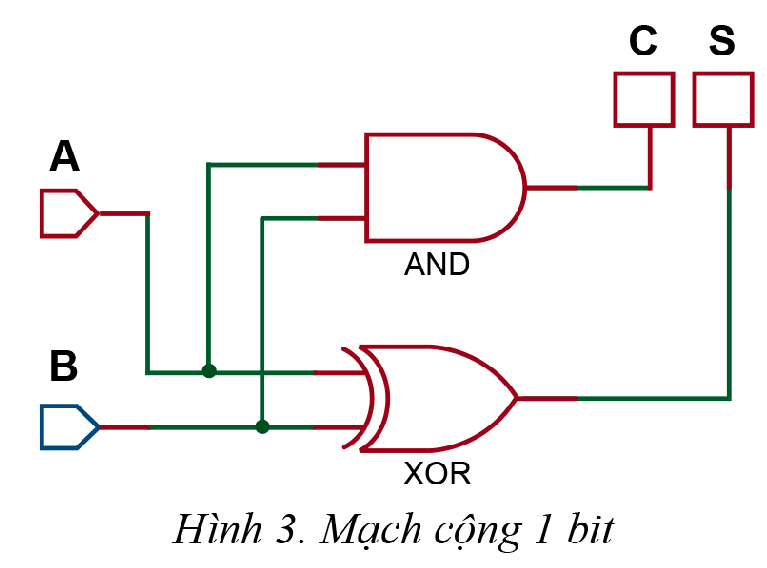 C S
A
AND
B
XOR
Hình 3. Mạch cộng 1 bit